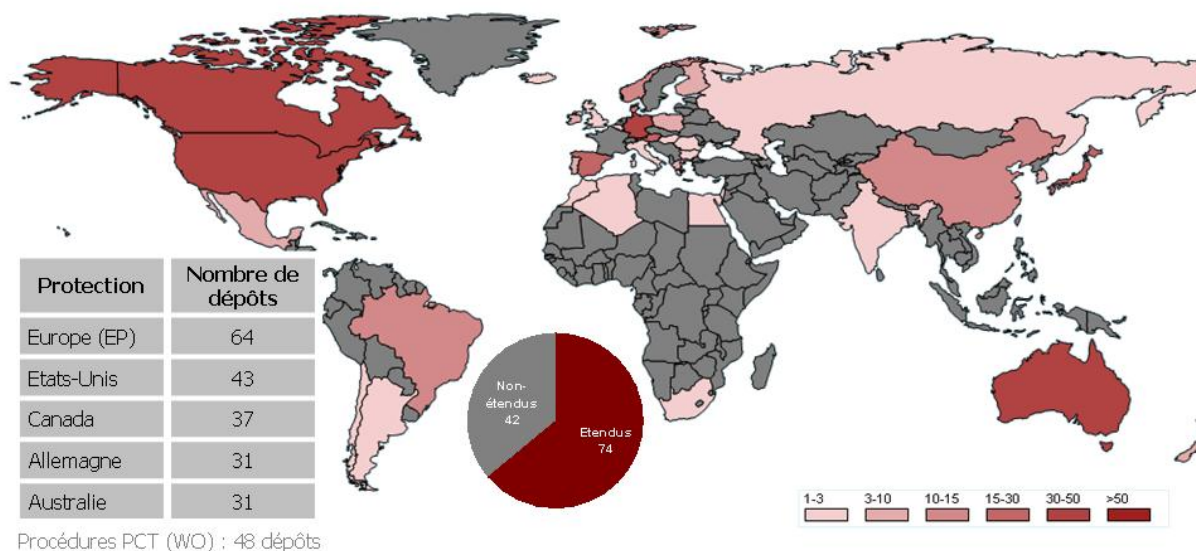 Protection Nombre de
dépôts
Europe (EP) 64
Etats-Unis 43
Canada 37
Allemagne 31
Australie 31
Procédures PCT (WO) : 48 dépôts
Non-
étendus
42
Etendus
74
1-3 3-10 10-15 15-30 30-50 >50